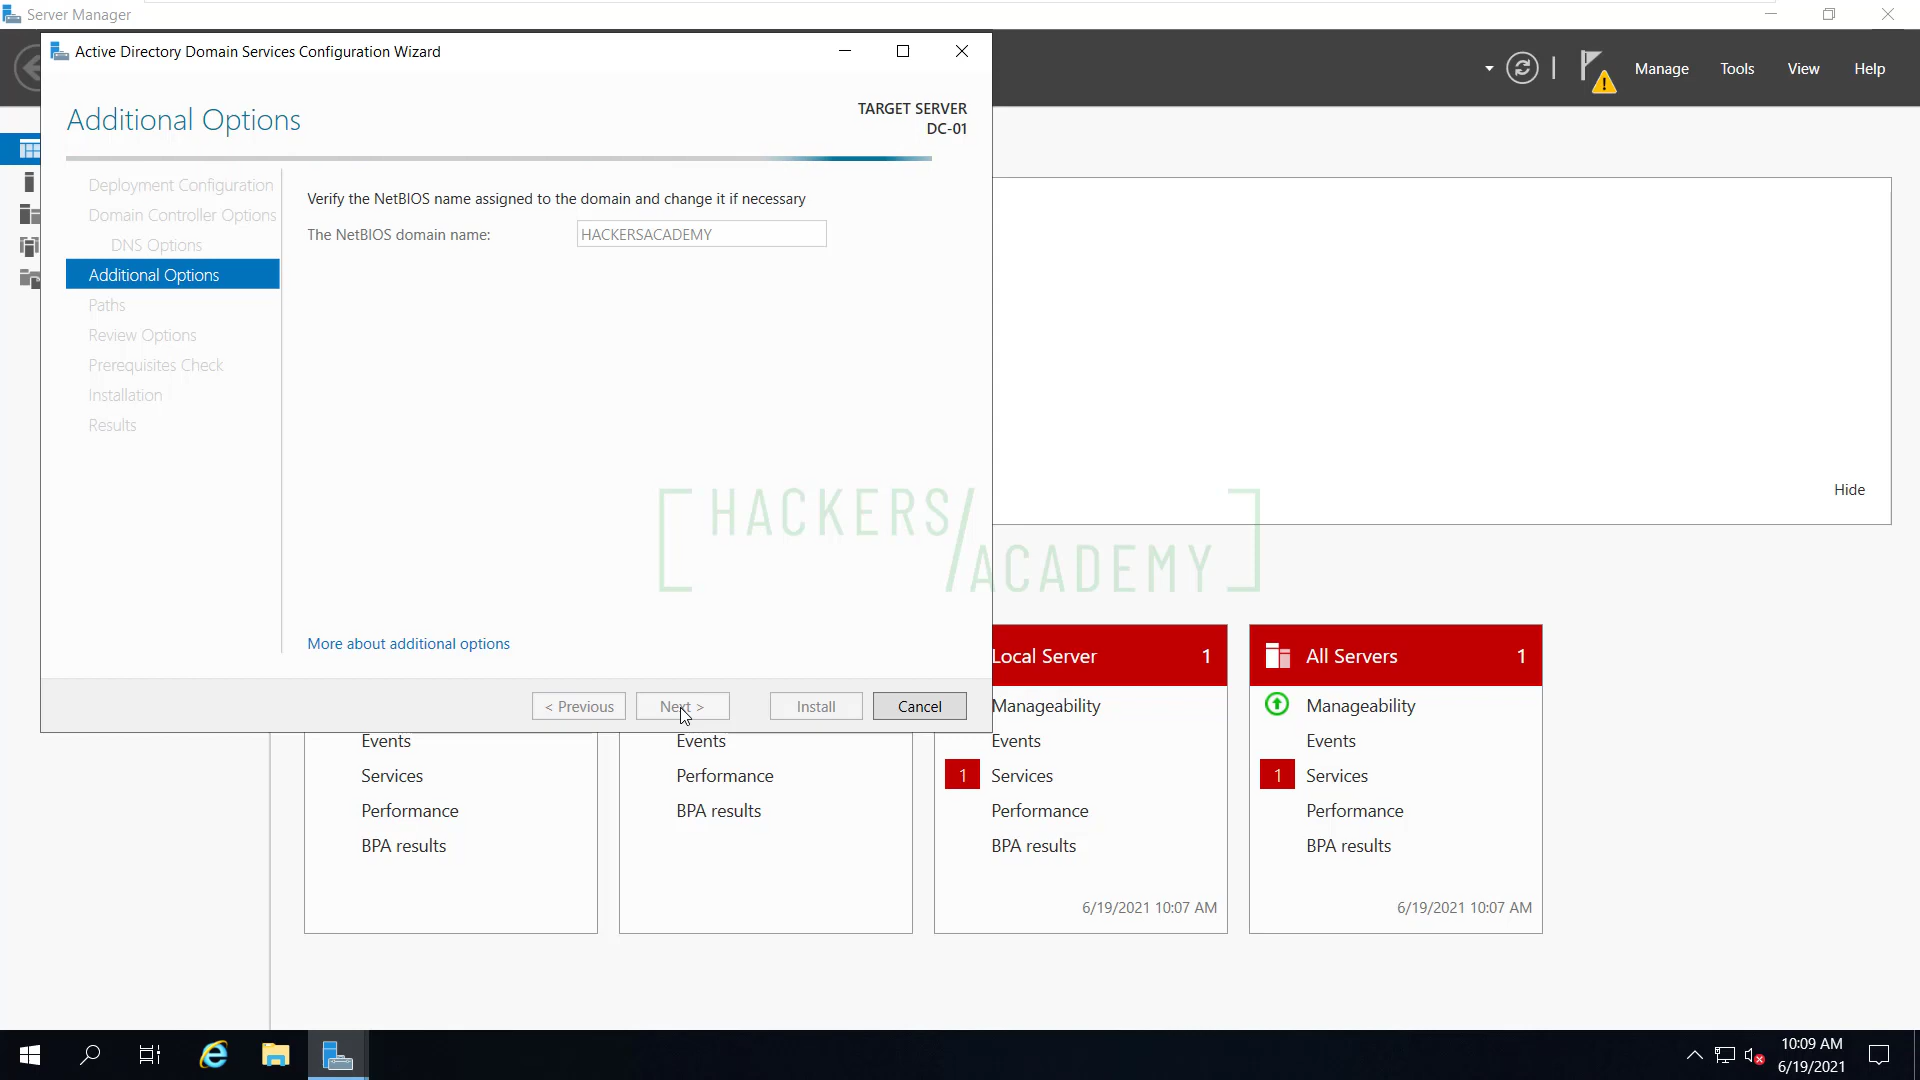 Server Manager
Active Directory Domain Services Configuration Wizard
Manage
Tools
View
Help
Additional Options
TARGET SERVER
DC-01
Deployment Configuration
Domain Controller Options
DNS Options
Additional Options
Paths
Review Options
Prerequisites Check
Installation
Results
Verify the NetBIOS name assigned to the domain and change it if necessary
The NetBIOS domain name:
HACKERSACADEMY
More about additional options
< Previous
Next >
Install
Cancel
Hide
HACKERS/
ACADEMY
Events
Services
Performance
BPA results
Events
Performance
BPA results
Local Server
1
Manageability
Events
1
Services
Performance
BPA results
6/19/2021 10:07 AM
All Servers
1
Manageability
Events
1
Services
Performance
BPA results
6/19/2021 10:07 AM
10:09 AM
6/19/2021